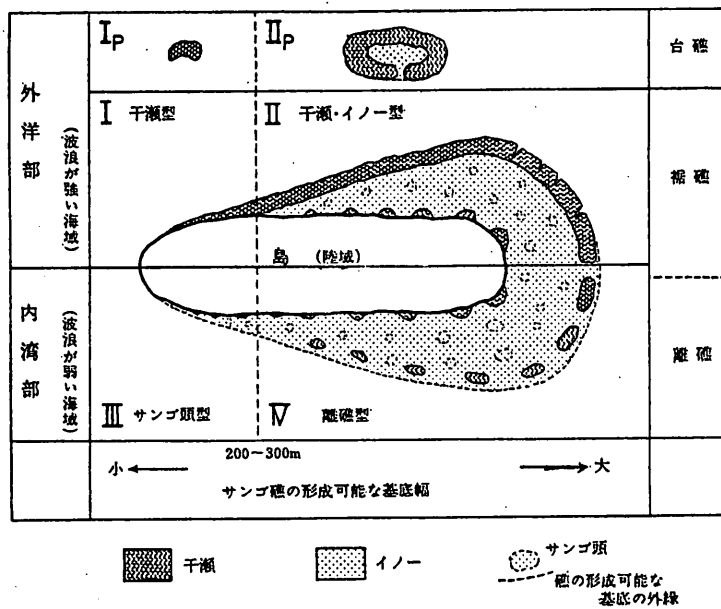 Ip
IIp
台礁
外洋部
(波浪が強い海域)
I 干瀬型
II 干瀬・イノー型
裾礁
島 (陸域)
内湾部
(波浪が弱い海域)
離礁
III サンゴ頭型
IV 離礁型
200~300m
小
大
サンゴ礁の形成可能な基底幅
干瀬
イノー
サンゴ頭
礁の形成可能な
基底の外縁